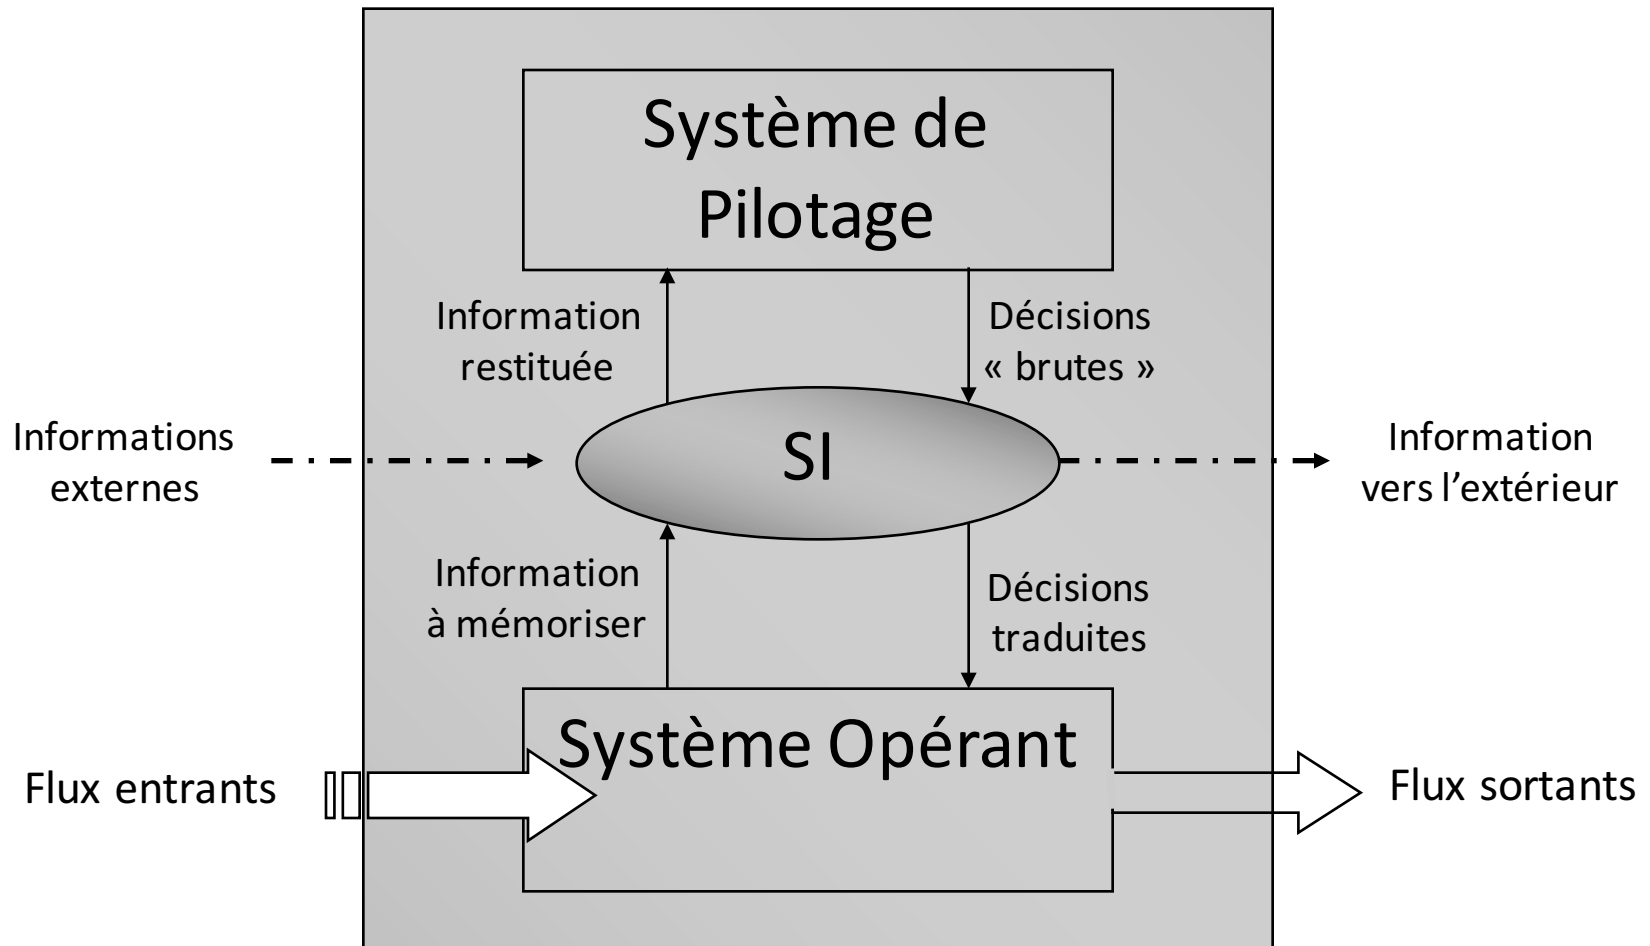 Système de
Pilotage
Information
restituée
Décisions
« brutes »
Informations
externes
SI
Information
vers l’extérieur
Information
à mémoriser
Décisions
traduites
Système Opérant
Flux entrants
Flux sortants